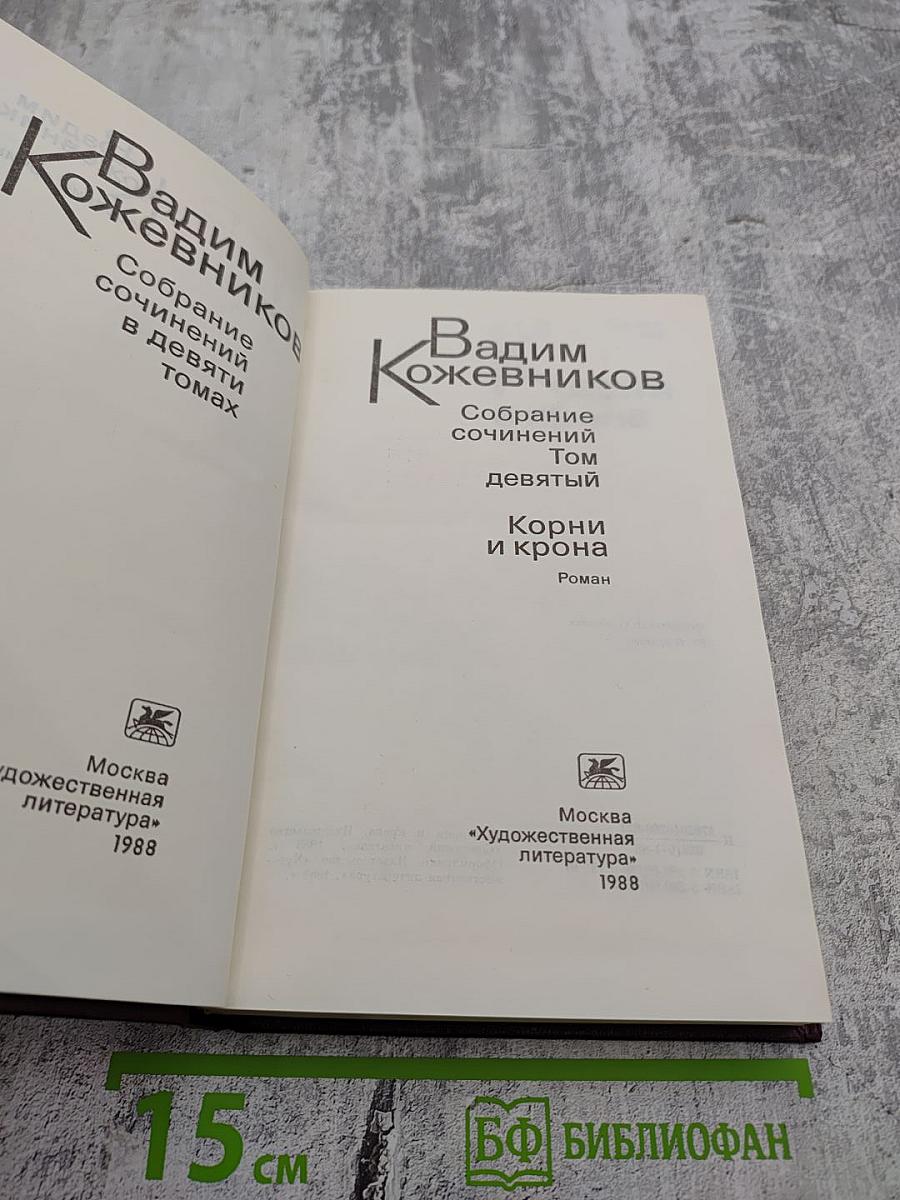 Вадим
Кожевников
Собрание
сочинений
в девяти
томах
Москва
литература»
1988
Вадим
Кожевников
Собрание
сочинений
Том
девятый
Корни
и крона
Роман
Москва
«Художественная
литература»
1988
15 см
БФ БИБЛИОФАН